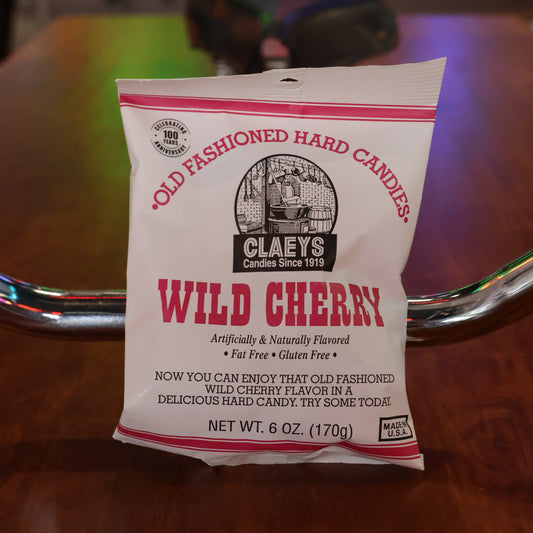 CELEBRATING
100
YEARS
ANNIVERSARY
•OLD FASHIONED HARD CANDIES•
CLAEYS
Candies Since 1919
WILD CHERRY
Artificially & Naturally Flavored
• Fat Free • Gluten Free •
NOW YOU CAN ENJOY THAT OLD FASHIONED
WILD CHERRY FLAVOR IN A
DELICIOUS HARD CANDY. TRY SOME TODAY.
NET WT. 6 OZ. (170g)
MADE IN
U.S.A.